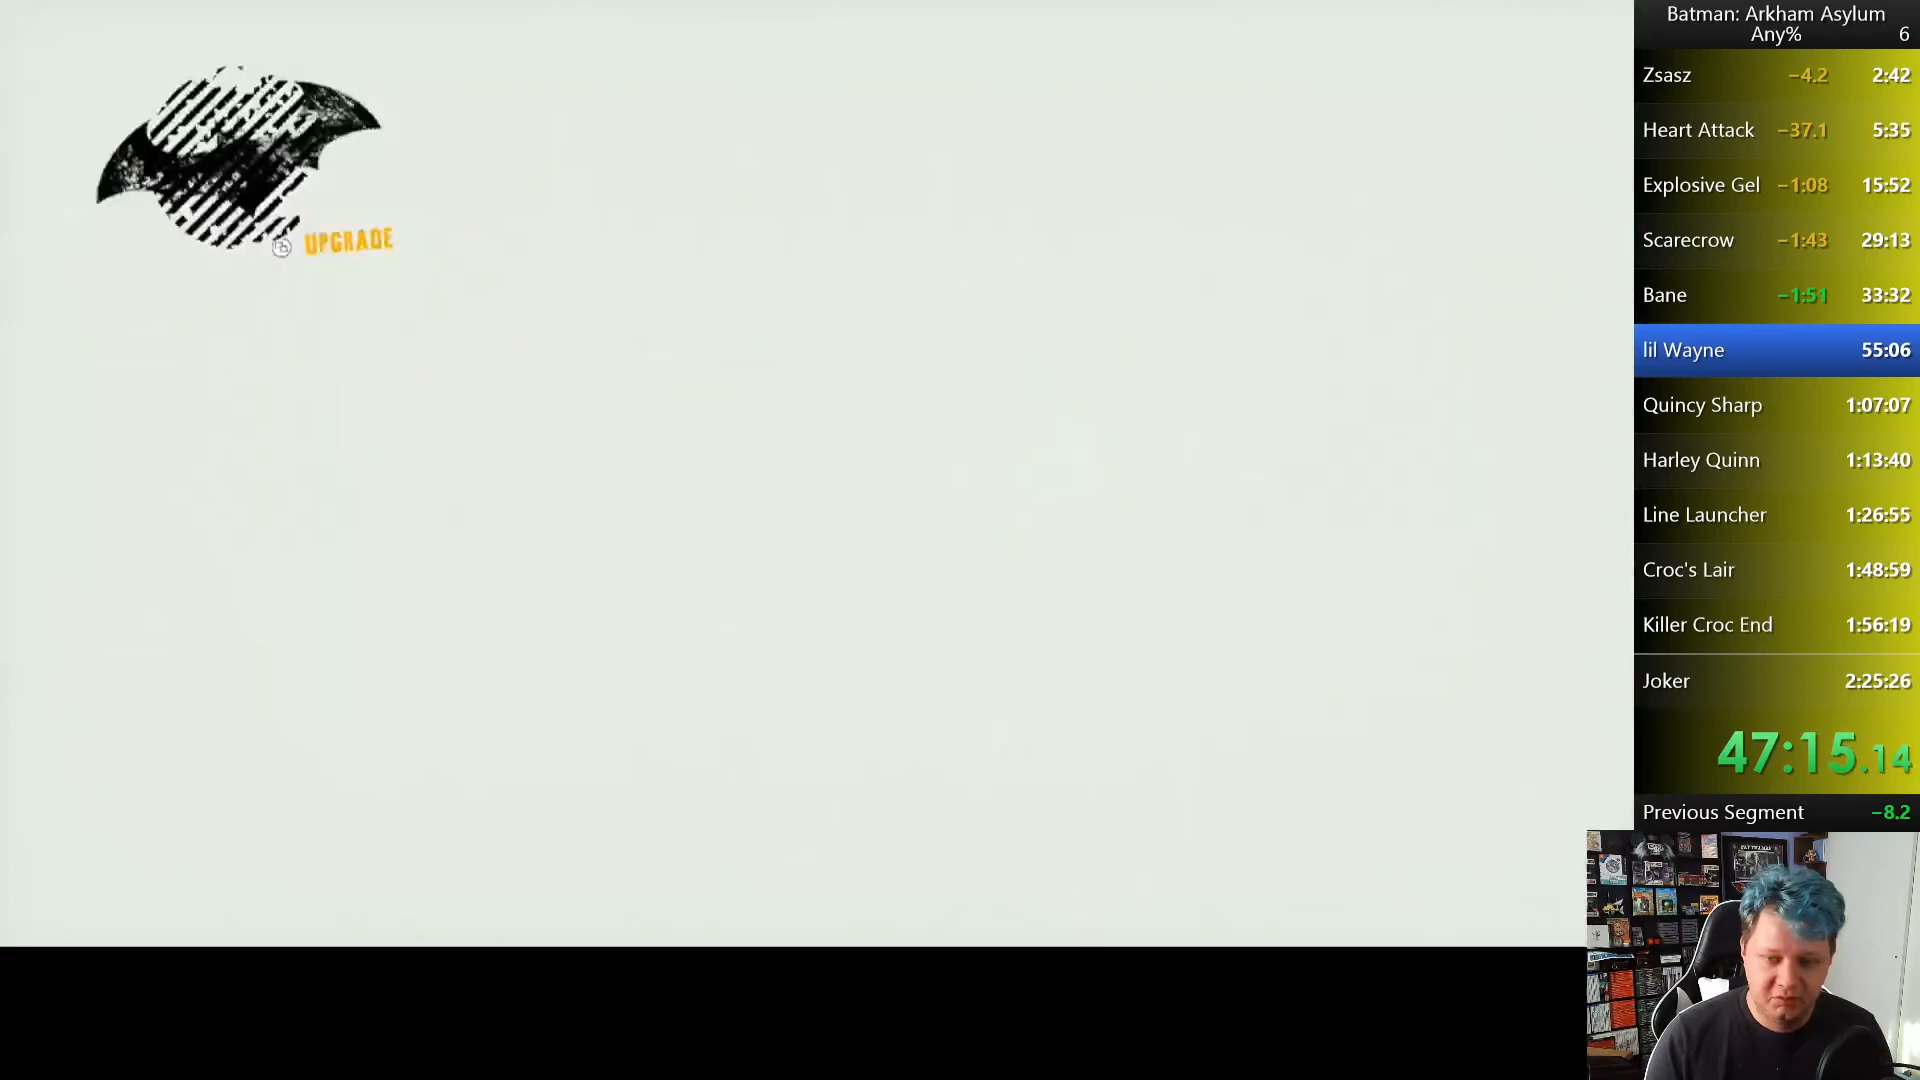 UPGRADE
Batman: Arkham Asylum
Any% 6
Zsasz −4.2 2:42
Heart Attack −37.1 5:35
Explosive Gel −1:08 15:52
Scarecrow −1:43 29:13
Bane −1:51 33:32
lil Wayne 55:06
Quincy Sharp 1:07:07
Harley Quinn 1:13:40
Line Launcher 1:26:55
Croc's Lair 1:48:59
Killer Croc End 1:56:19
Joker 2:25:26
47:15.14
Previous Segment −8.2